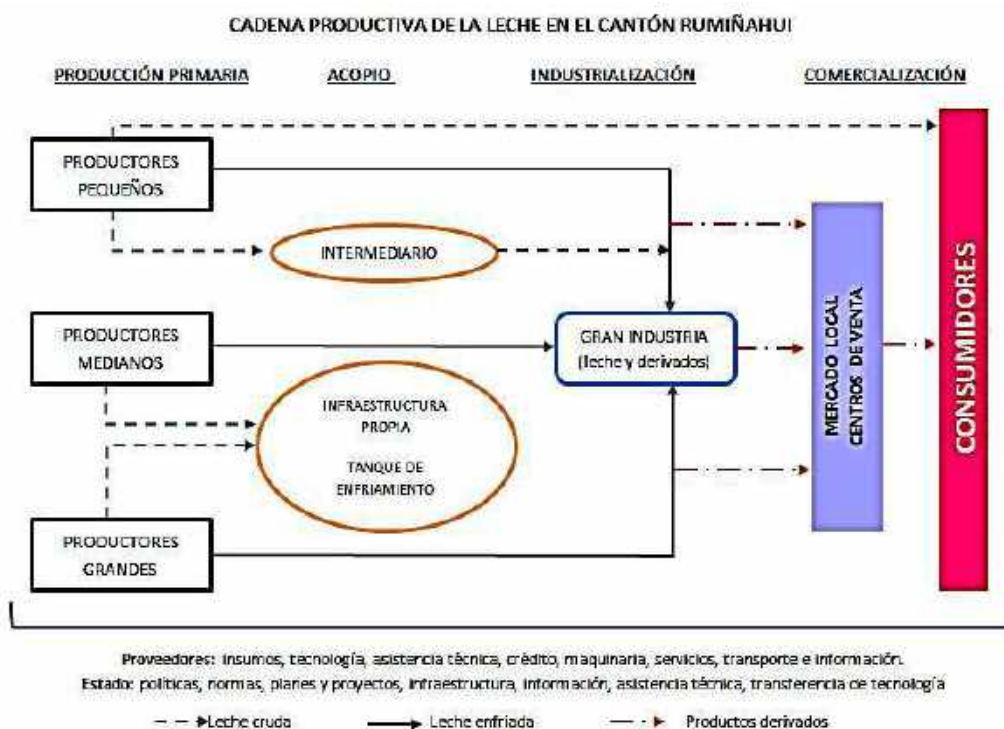 CADENA PRODUCTIVA DE LA LECHE EN EL CANTÓN RUMIÑAHUI
PRODUCCIÓN PRIMARIA
ACOPIO
INDUSTRIALIZACIÓN
COMERCIALIZACIÓN
PRODUCTORES
PEQUEÑOS
INTERMEDIARIO
PRODUCTORES
MEDIANOS
GRAN INDUSTRIA
(leche y derivados)
INFRAESTRUCTURA
PROPIA
TANQUE DE
ENFRIAMIENTO
PRODUCTORES
GRANDES
MERCADO LOCAL
CENTROS DE VENTA
CONSUMIDORES
Proveedores: insumos, tecnología, asistencia técnica, crédito, maquinaria, servicios, transporte e información.
Estado: políticas, normas, planes y proyectos, infraestructura, información, asistencia técnica, transferencia de tecnología
Leche cruda
Leche enfriada
Productos derivados